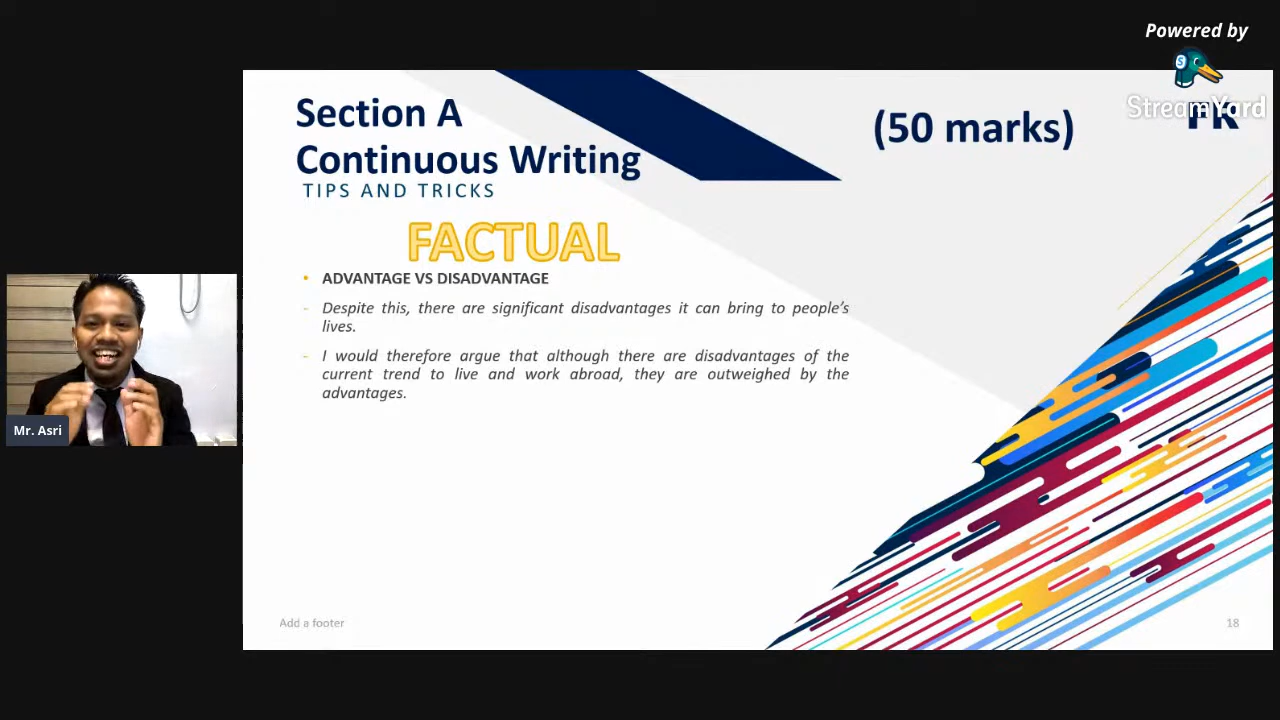 Powered by
StreamYard
Section A
Continuous Writing
TIPS AND TRICKS
(50 marks)
FACTUAL
• ADVANTAGE VS DISADVANTAGE
- Despite this, there are significant disadvantages it can bring to people’s
lives.
- I would therefore argue that although there are disadvantages of the
current trend to live and work abroad, they are outweighed by the
advantages.
Mr. Asri
Add a footer
18